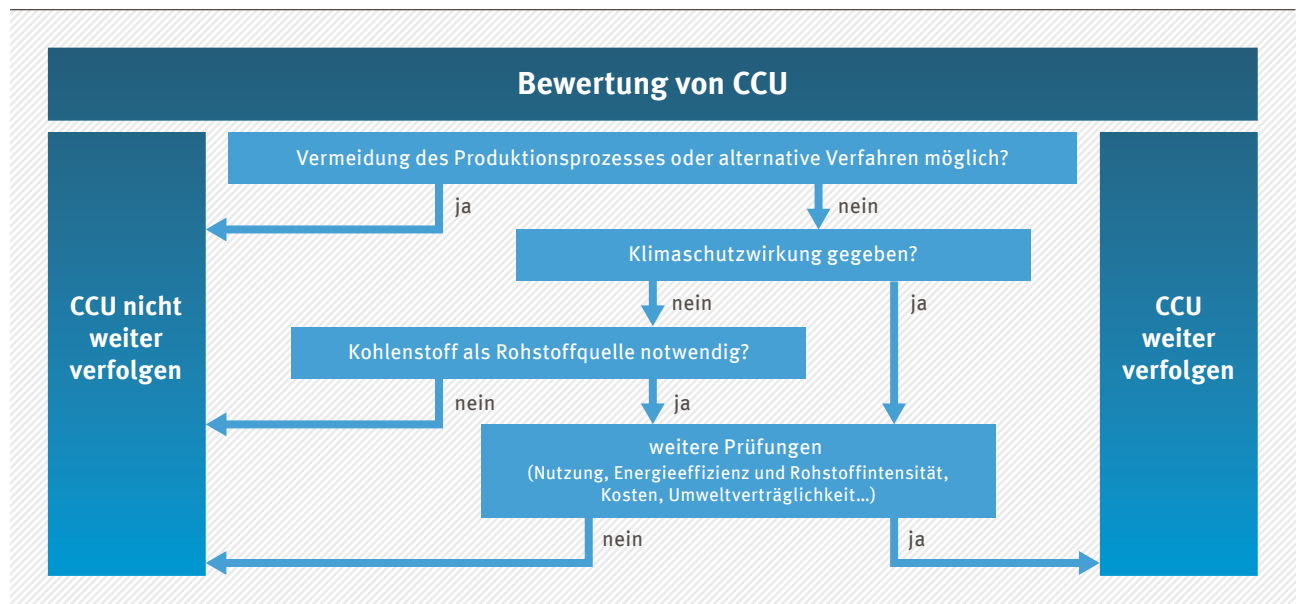 Bewertung von CCU
Vermeidung des Produktionsprozesses oder alternative Verfahren möglich?
ja
nein
Klimaschutzwirkung gegeben?
CCU nicht
weiter
verfolgen
nein
ja
CCU
weiter
verfolgen
Kohlenstoff als Rohstoffquelle notwendig?
nein
ja
weitere Prüfungen
(Nutzung, Energieeffizienz und Rohstoffintensität,
Kosten, Umweltverträglichkeit…)
nein
ja